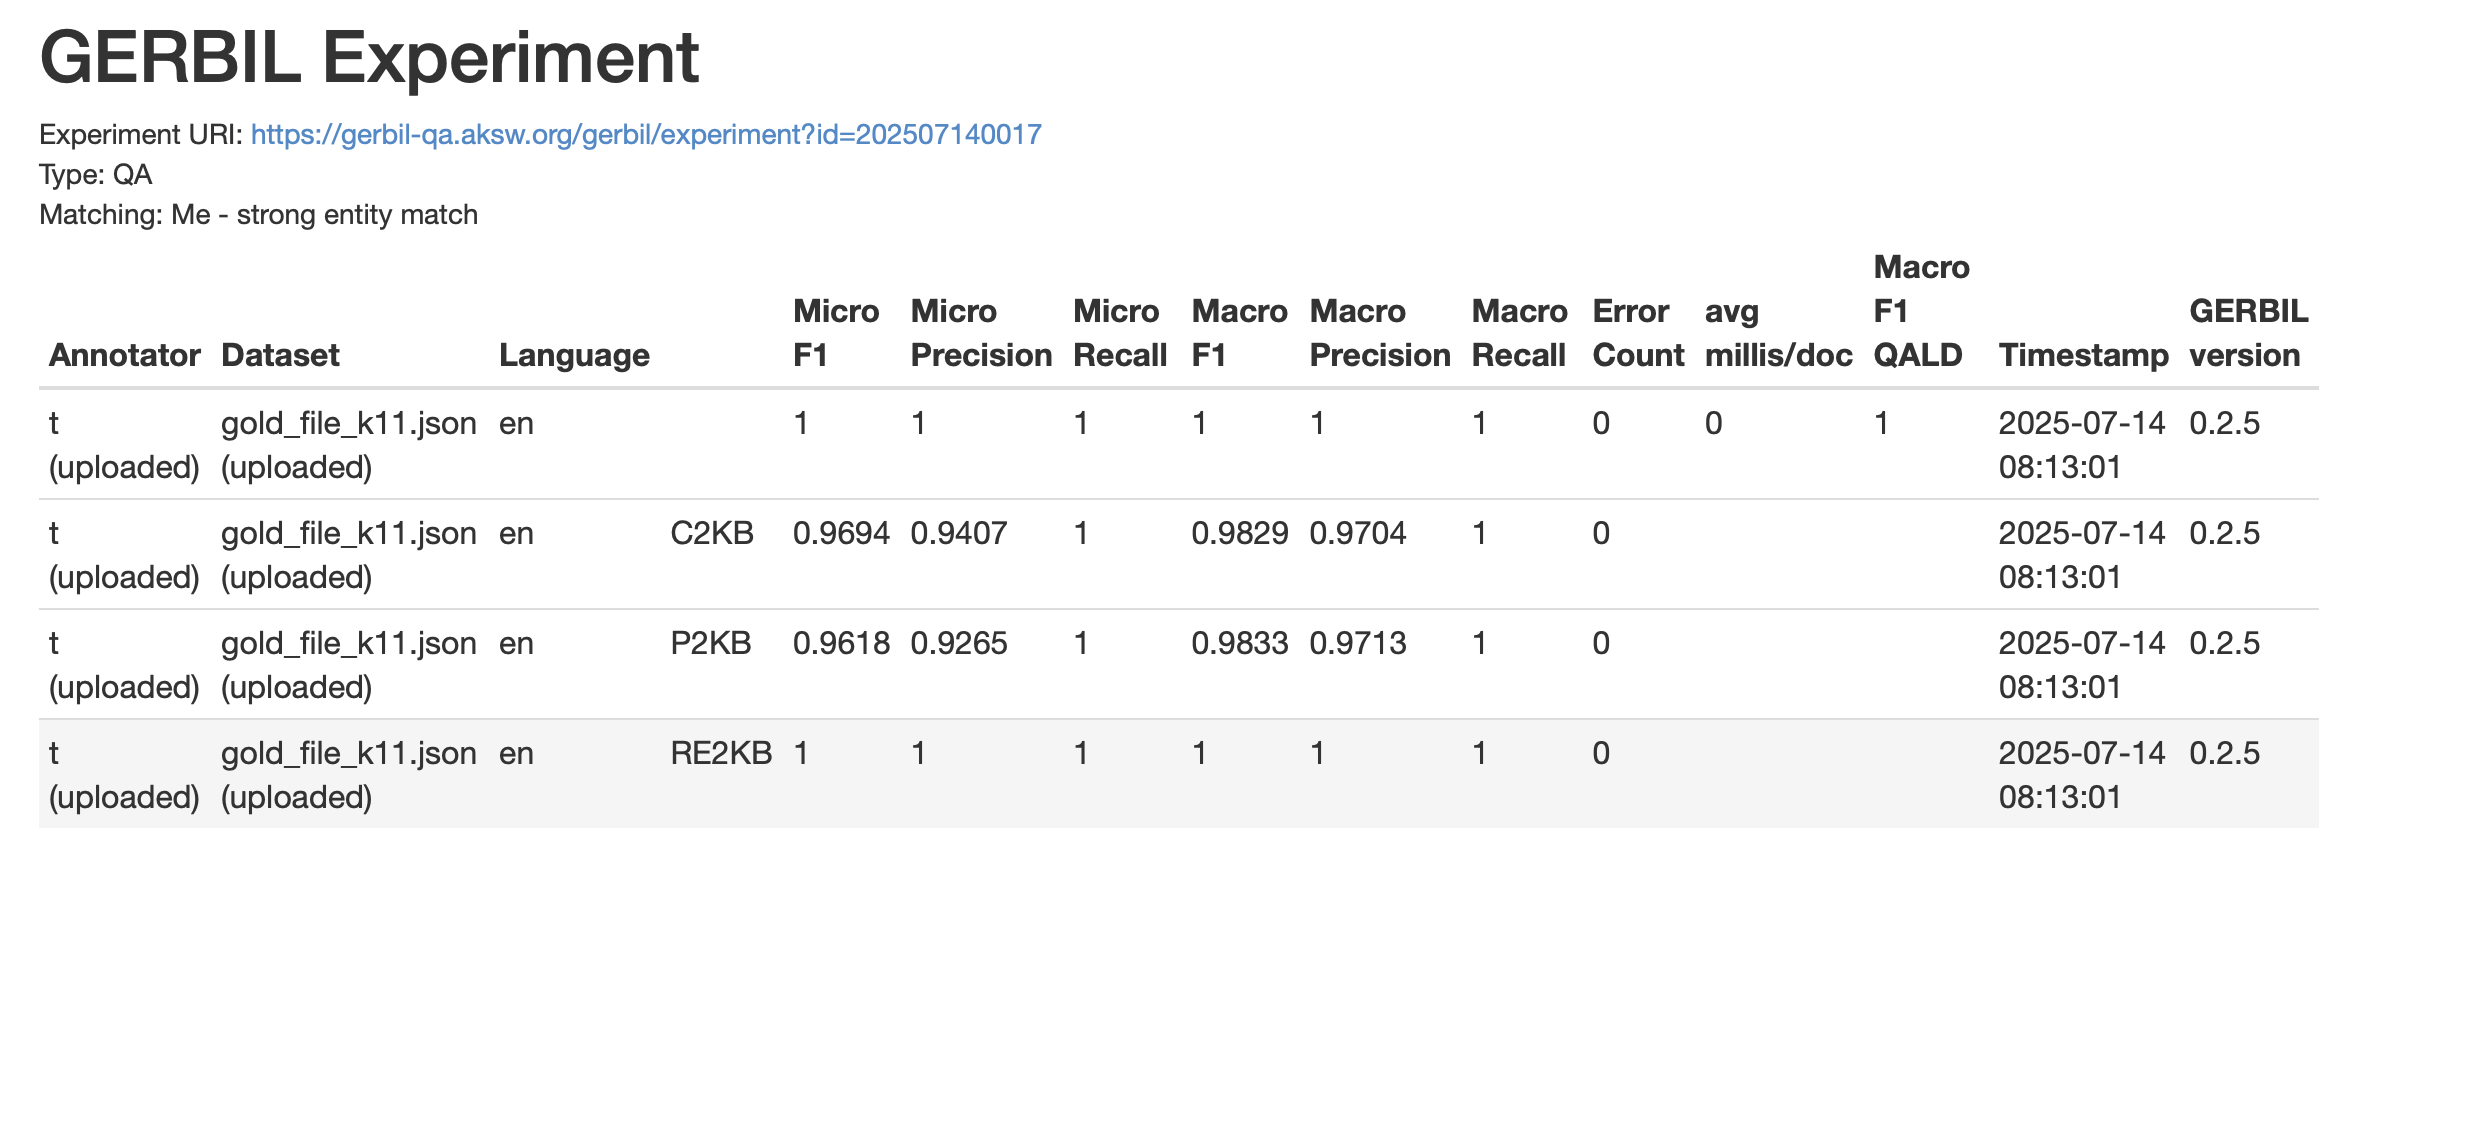 GERBIL Experiment
Experiment URI: https://gerbil-qa.aksw.org/gerbil/experiment?id=202507140017
Type: QA
Matching: Me - strong entity match
Macro
Micro Micro Micro Macro Macro Macro Error avg F1 GERBIL
Annotator Dataset Language F1 Precision Recall F1 Precision Recall Count millis/doc QALD Timestamp version
t gold_file_k11.json en 1 1 1 1 1 1 0 0 1 2025-07-14 0.2.5
(uploaded) (uploaded) 08:13:01
t gold_file_k11.json en C2KB 0.9694 0.9407 1 0.9829 0.9704 1 0 2025-07-14 0.2.5
(uploaded) (uploaded) 08:13:01
t gold_file_k11.json en P2KB 0.9618 0.9265 1 0.9833 0.9713 1 0 2025-07-14 0.2.5
(uploaded) (uploaded) 08:13:01
t gold_file_k11.json en RE2KB 1 1 1 1 1 1 0 2025-07-14 0.2.5
(uploaded) (uploaded) 08:13:01